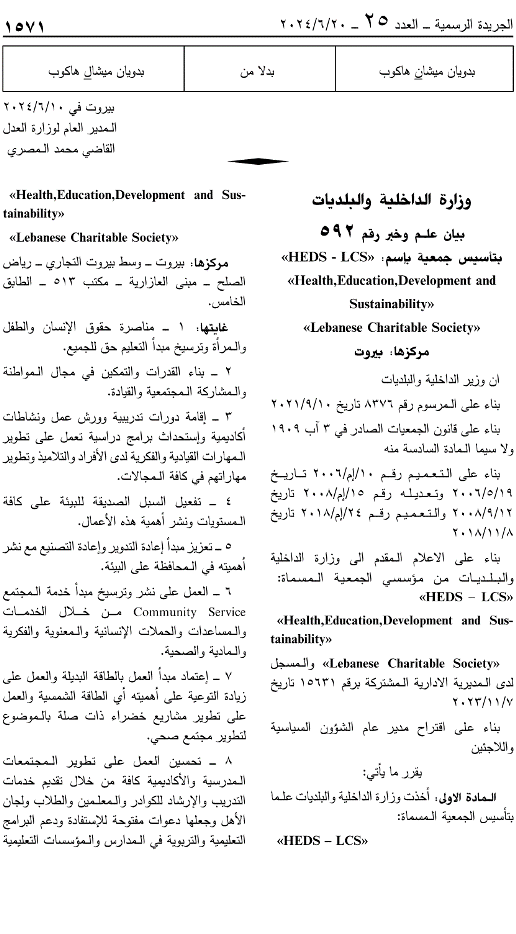 الجريدة الرسمية ــ العدد ٢٥ ــ ٢٠٢٤/٦/٢٠
١٥٧١
بدويان ميشان هاكوب
بدلا من
بدويان ميشال هاكوب
بيروت في ٢٠٢٤/٦/١٠
المدير العام لوزارة العدل
القاضي محمد المصري
وزارة الداخلية والبلديات
بيان علم وخبر رقم ٥٩٢
بتأسيس جمعية باسم: «HEDS - LCS»
«Health,Education,Development and
Sustainability»
«Lebanese Charitable Society»
مركزها: بيروت
ان وزير الداخلية والبلديات
بناء على المرسوم رقم ٨٣٧٦ تاريخ ٢٠٢١/٩/١٠
بناء على قانون الجمعيات الصادر في ٣ آب ١٩٠٩
ولا سيما المادة السادسة منه
بناء على التعميم رقم ١٠/إم/٢٠٠٦ تاريخ
٢٠٠٦/٥/١٩ وتعديله رقم ١٥/إم/٢٠٠٨ تاريخ
٢٠٠٨/٩/١٢ والتعميم رقم ٢٤/إم/٢٠١٨ تاريخ
٢٠١٨/١١/٨
بناء على الاعلام المقدم الى وزارة الداخلية
والبلديات من مؤسسي الجمعية المسماة:
«HEDS – LCS»
«Health,Education,Development and Sus-
tainability»
«Lebanese Charitable Society» والمسجل
لدى المديرية الادارية المشتركة برقم ١٥٦٣١ تاريخ
٢٠٢٣/١١/٧
بناء على اقتراح مدير عام الشؤون السياسية
واللاجئين
يقرر ما يأتي:
المادة الاولى: أخذت وزارة الداخلية والبلديات علما
بتأسيس الجمعية المسماة:
«HEDS – LCS»
«Health,Education,Development and Sus-
tainability»
«Lebanese Charitable Society»
مركزها: بيروت ــ وسط بيروت التجاري ــ رياض
الصلح ــ مبنى العازارية ــ مكتب ٥١٣ ــ الطابق
الخامس.
غايتها: ١ ــ مناصرة حقوق الإنسان والطفل
والمرأة وترسيخ مبدأ التعليم حق للجميع.
٢ ــ بناء القدرات والتمكين في مجال المواطنة
والمشاركة المجتمعية والقيادة.
٣ ــ إقامة دورات تدريبية وورش عمل ونشاطات
أكاديمية وإستحداث برامج دراسية تعمل على تطوير
المهارات القيادية والفكرية لدى الأفراد والتلاميذ وتطوير
مهاراتهم في كافة المجالات.
٤ ــ تفعيل السبل الصديقة للبيئة على كافة
المستويات ونشر أهمية هذه الأعمال.
٥ ــ تعزيز مبدأ إعادة التدوير وإعادة التصنيع مع نشر
أهميته في المحافظة على البيئة.
٦ ــ العمل على نشر وترسيخ مبدأ خدمة المجتمع
Community Service من خلال الخدمات
والمساعدات والحملات الإنسانية والمعنوية والفكرية
والمادية والصحية.
٧ ــ إعتماد مبدأ العمل بالطاقة البديلة والعمل على
زيادة التوعية على أهميته أي الطاقة الشمسية والعمل
على تطوير مشاريع خضراء ذات صلة بالموضوع
لتطوير مجتمع صحي.
٨ ــ تحسين العمل على تطوير المجتمعات
المدرسية والأكاديمية كافة من خلال تقديم خدمات
التدريب والإرشاد للكوادر والمعلمين والطلاب ولجان
الأهل وجعلها دعوات مفتوحة للإستفادة ودعم البرامج
التعليمية والتربوية في المدارس والمؤسسات التعليمية